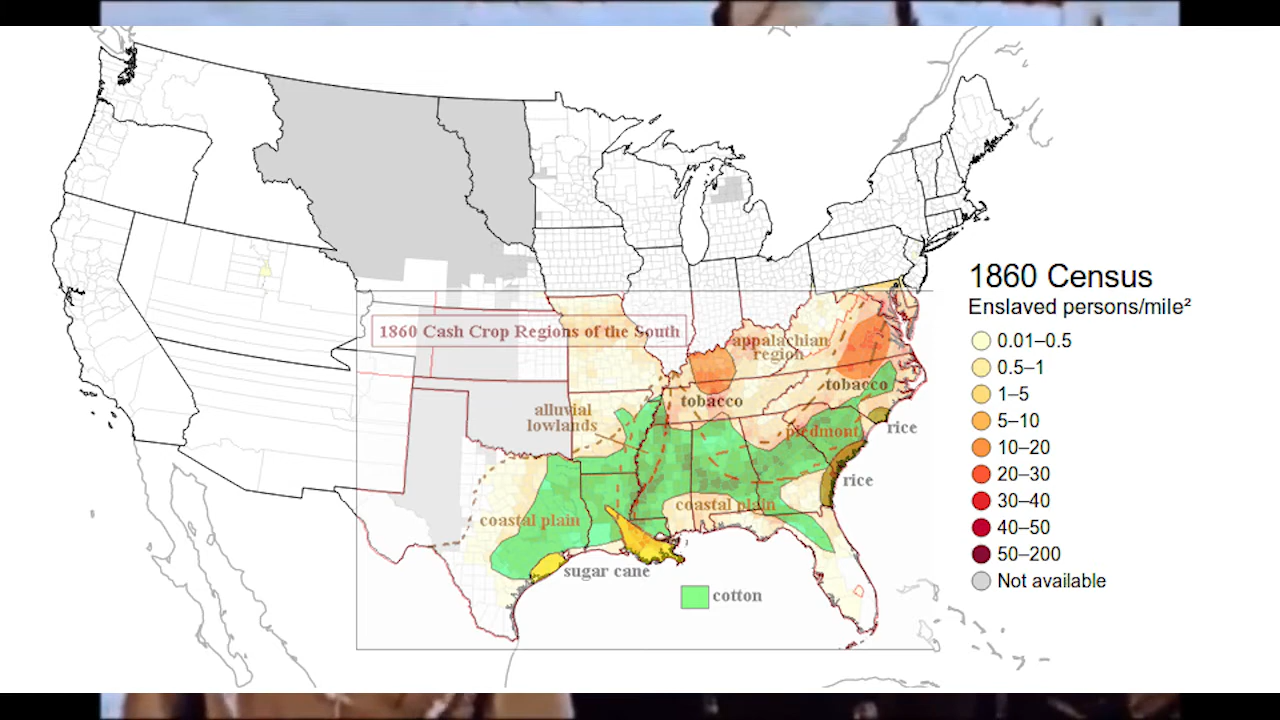 1860 Census
Enslaved persons/mile²
0.01–0.5
0.5–1
1–5
5–10
10–20
20–30
30–40
40–50
50–200
Not available
1860 Cash Crop Regions of the South
appalachian
region
tobacco
tobacco
alluvial
lowlands
rice
piedmont
rice
coastal plain
coastal plain
sugar cane
cotton